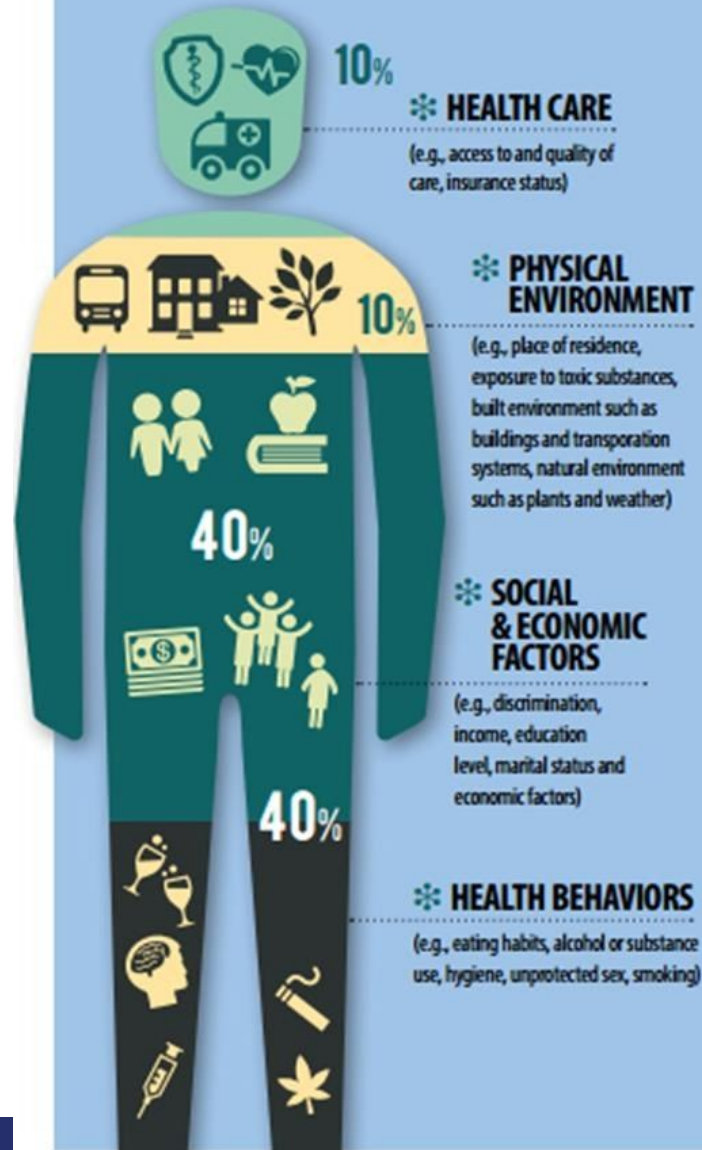 10%
❇ HEALTH CARE
(e.g., access to and quality of
care, insurance status)
❇ PHYSICAL
ENVIRONMENT
10%
(e.g., place of residence,
exposure to toxic substances,
built environment such as
buildings and transporation
systems, natural environment
such as plants and weather)
40%
❇ SOCIAL
& ECONOMIC
FACTORS
$
(e.g., discrimination,
income, education
level, marital status and
economic factors)
40%
❇ HEALTH BEHAVIORS
(e.g., eating habits, alcohol or substance
use, hygiene, unprotected sex, smoking)